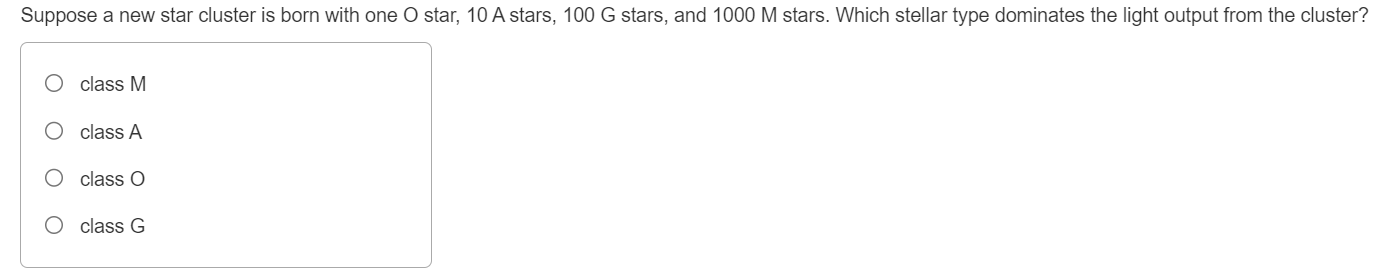 Suppose a new star cluster is born with one O star, 10 A stars, 100 G stars, and 1000 M stars. Which stellar type dominates the light output from the cluster?
class M
class A
class O
class G